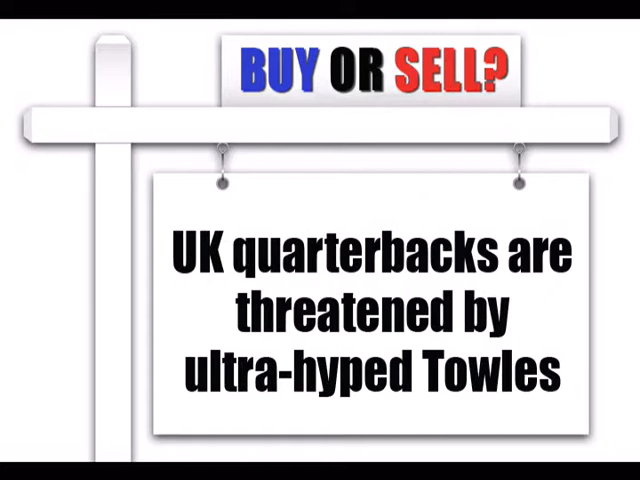 BUY OR SELL?
UK quarterbacks are
threatened by
ultra-hyped Towles